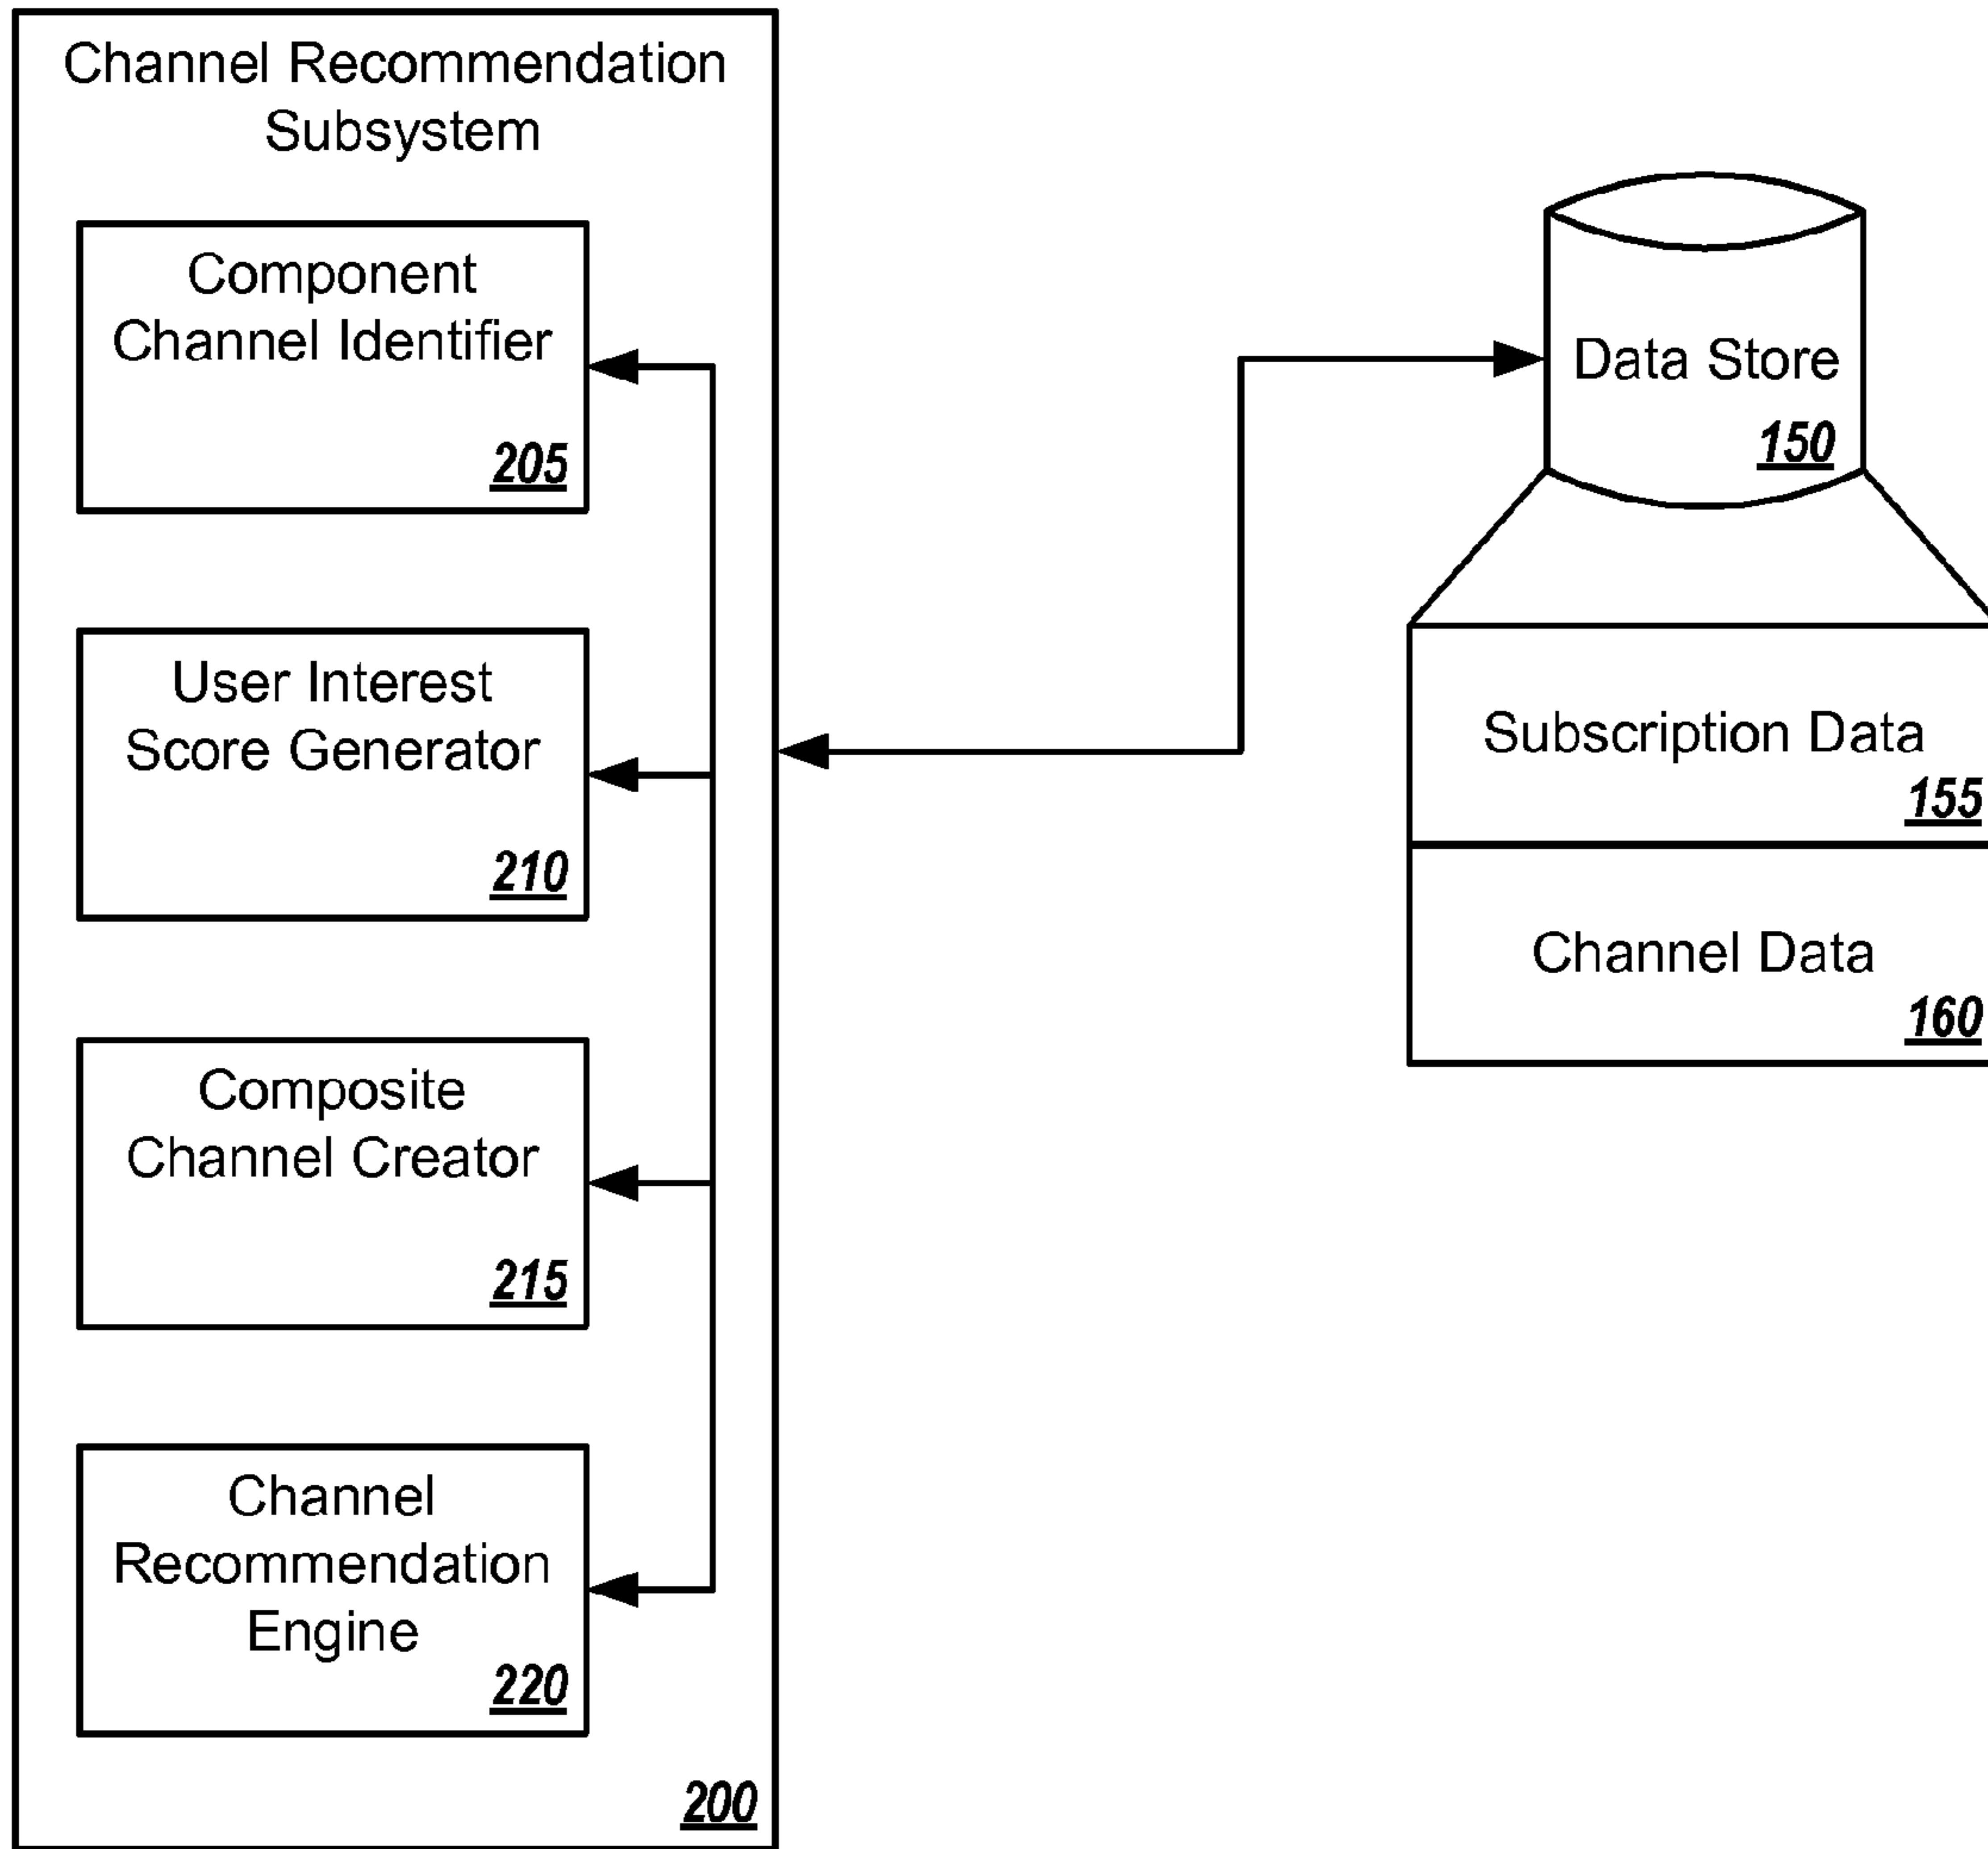 Channel Recommendation
Subsystem
Component
Channel Identifier
205
User Interest
Score Generator
210
Composite
Channel Creator
215
Channel
Recommendation
Engine
220
200
Data Store
150
Subscription Data
155
Channel Data
160